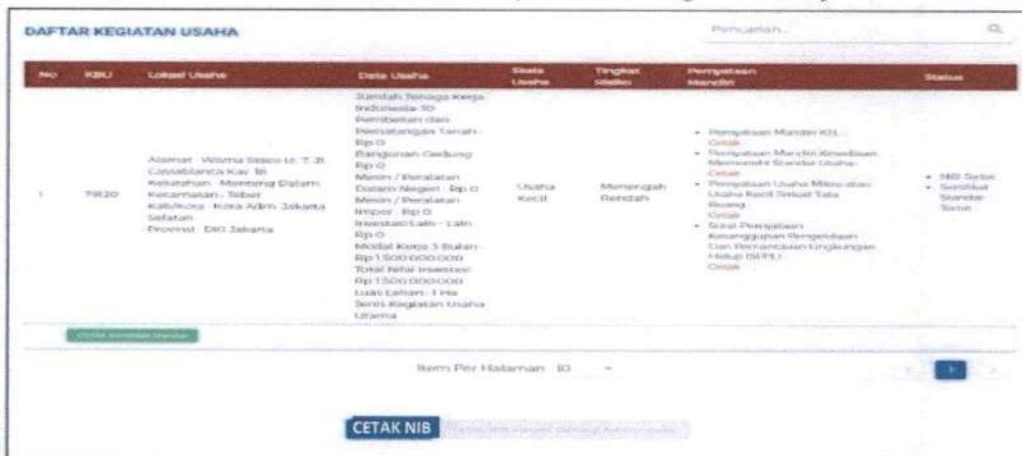 DAFTAR KEGIATAN USAHA
Pencarian...
No KBLI Lokasi Usaha Data Usaha Skala Usaha Tingkat Risiko Pernyataan Mandiri Status
1
Alamat : Wisma
Casablanca Kav. 18
Kelurahan : Menteng Dalam
Kecamatan : Tebet
Kab/Kota : Kota Adm. Jakarta
Selatan
Provinsi : DKI Jakarta
Jumlah Tenaga Kerja
Indonesia: 10
Pembelian dan
Pematangan Tanah :
Rp 0
Bangunan Gedung:
Rp 0
Mesin / Peralatan
Dalam Negeri : Rp 0
Mesin / Peralatan
Impor : Rp 0
Investasi Lain - Lain :
Rp 0
Modal Kerja 3 Bulan :
Rp 1.500.000.000
Total Nilai Investasi :
Rp 1.500.000.000
Luas Lahan : 1 Ha
Jenis Kegiatan Usaha :
Utama
Usaha
Kecil
Menengah
Rendah
• Pernyataan Mandiri K3L :
Cetak
• Pernyataan Mandiri Kesediaan
Memenuhi Standar Usaha :
Cetak
• Pernyataan Usaha Mikro atau
Usaha Kecil Terkait Tata
Ruang :
Cetak
• Surat Pernyataan
Kesanggupan Pengelolaan
Dan Pemantauan Lingkungan
Hidup (SPPL) :
Cetak
• NIB
• Sertifikat
Standar
Item Per Halaman 10
1
CETAK NIB